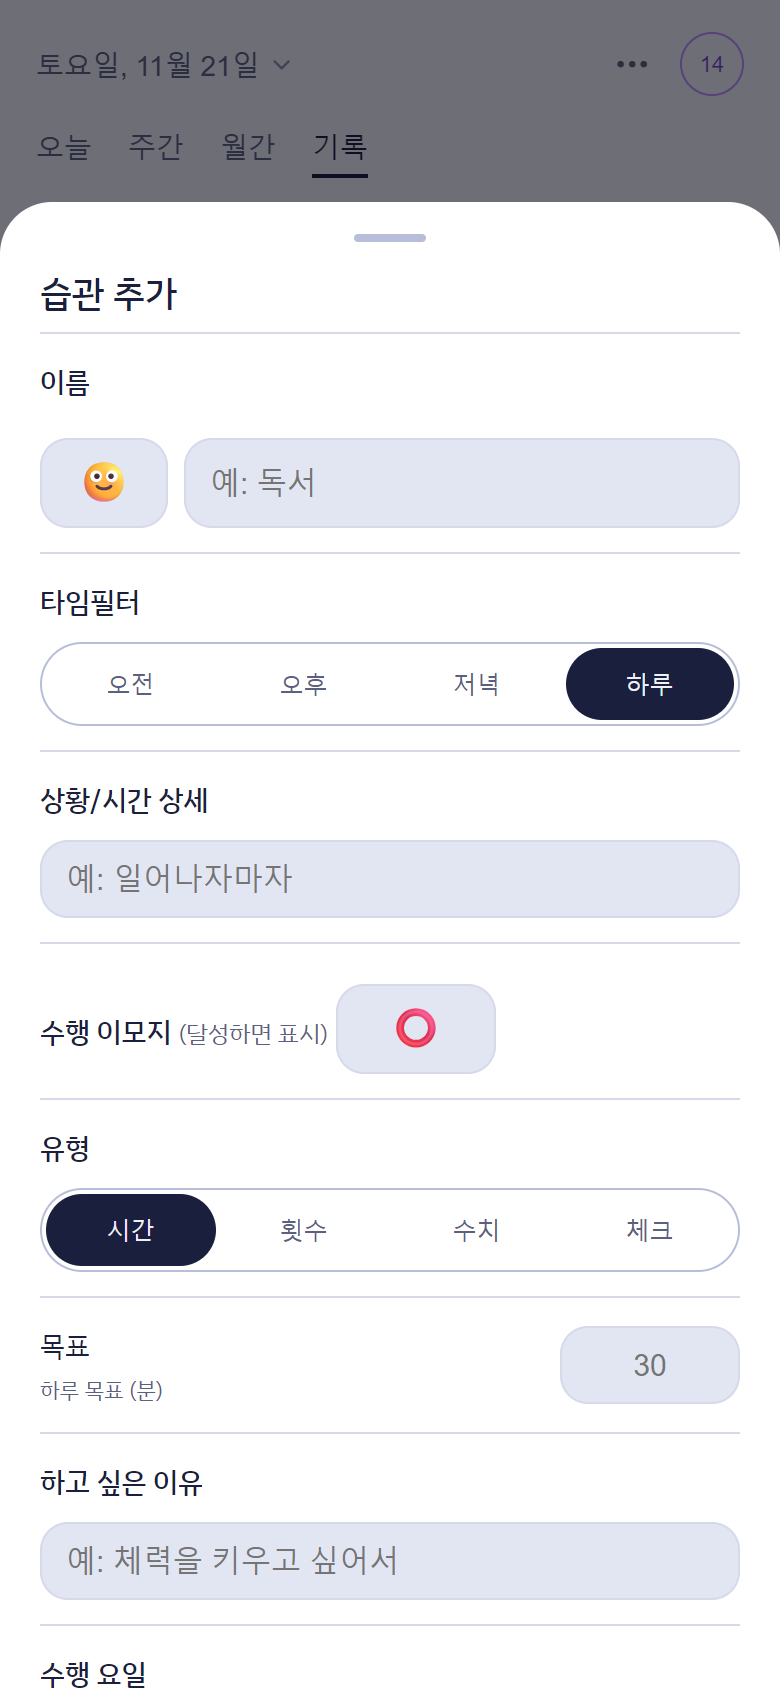 토요일, 11월 21일
14
오늘 주간 월간 기록
습관 추가
이름
예: 독서
타임필터
오전 오후 저녁 하루
상황/시간 상세
예: 일어나자마자
수행 이모지 (달성하면 표시)
유형
시간 횟수 수치 체크
목표
하루 목표 (분)
30
하고 싶은 이유
예: 체력을 키우고 싶어서
수행 요일